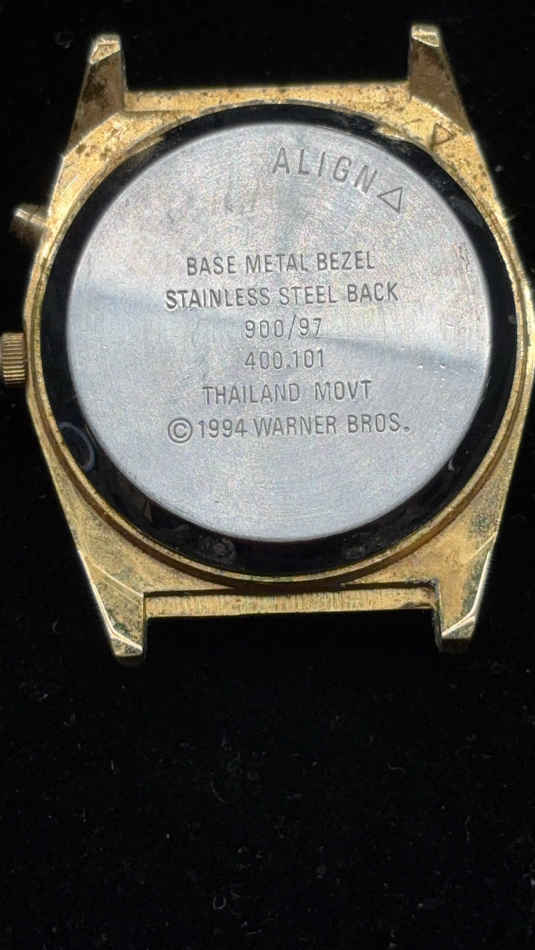 ALIGN
BASE METAL BEZEL
STAINLESS STEEL BACK
900/97
400.101
THAILAND MOVT
©1994 WARNER BROS.